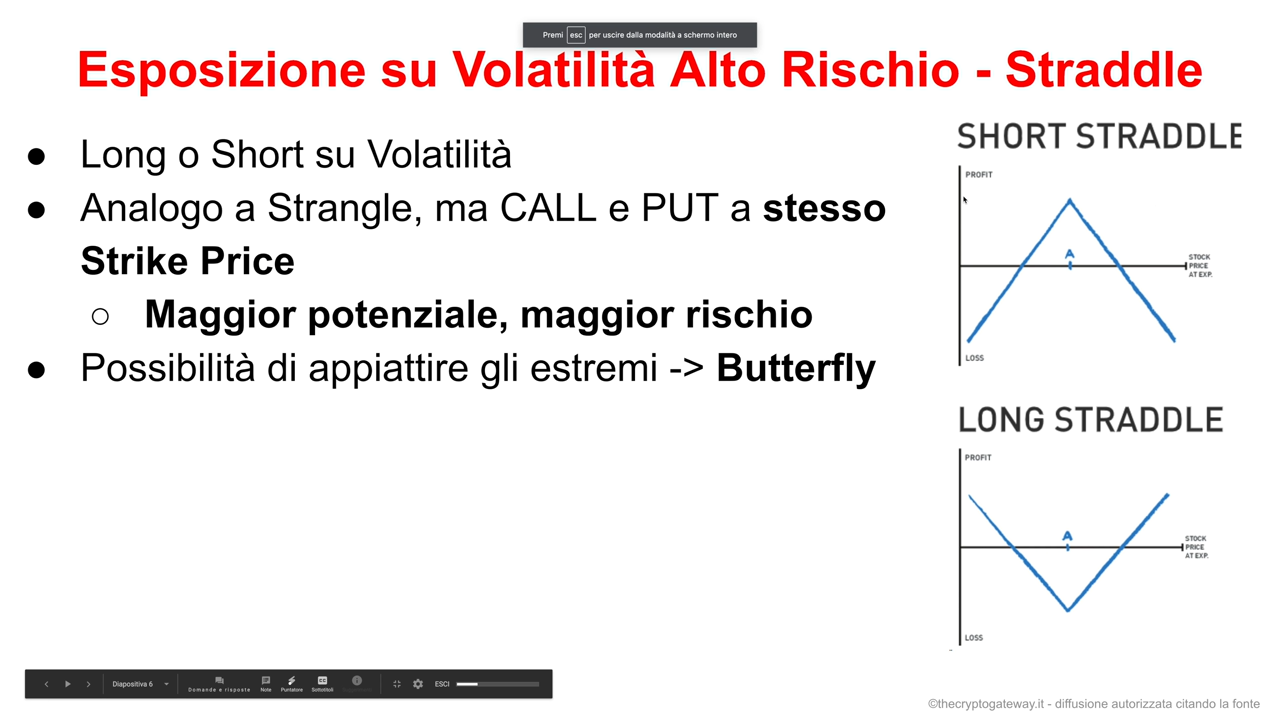 Premi esc per uscire dalla modalità a schermo intero
Esposizione su Volatilità Alto Rischio - Straddle
● Long o Short su Volatilità
● Analogo a Strangle, ma CALL e PUT a stesso
Strike Price
○ Maggior potenziale, maggior rischio
● Possibilità di appiattire gli estremi -> Butterfly
SHORT STRADDLE
PROFIT
A
STOCK
PRICE
AT EXP.
LOSS
LONG STRADDLE
PROFIT
A
STOCK
PRICE
AT EXP.
LOSS
Diapositiva 6
Domande e risposte
Note
Puntatore
Sottotitoli
ESCI
©thecryptogateway.it - diffusione autorizzata citando la fonte